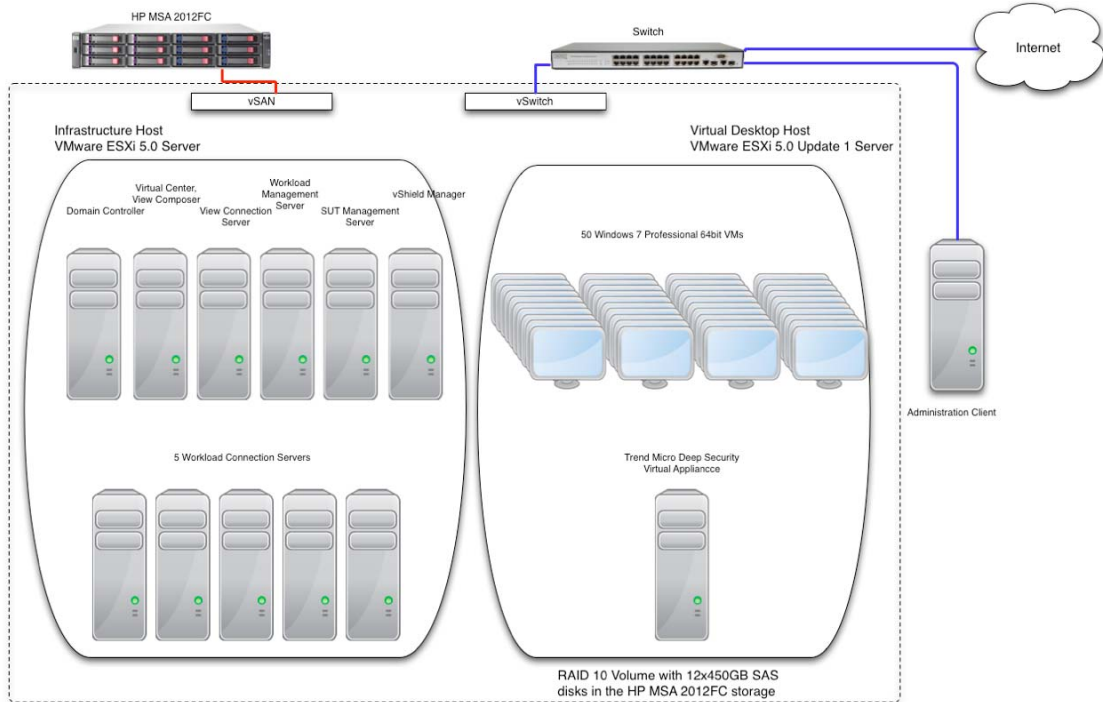 HP MSA 2012FC
Switch
Internet
vSAN
vSwitch
Infrastructure Host
VMware ESXi 5.0 Server
Virtual Desktop Host
VMware ESXi 5.0 Update 1 Server
Domain Controller
Virtual Center,
View Composer
View Connection
Server
Workload
Management
Server
SUT Management
Server
vShield Manager
50 Windows 7 Professional 64bit VMs
Administration Client
5 Workload Connection Servers
Trend Micro Deep Security
Virtual Appliancce
RAID 10 Volume with 12x450GB SAS
disks in the HP MSA 2012FC storage